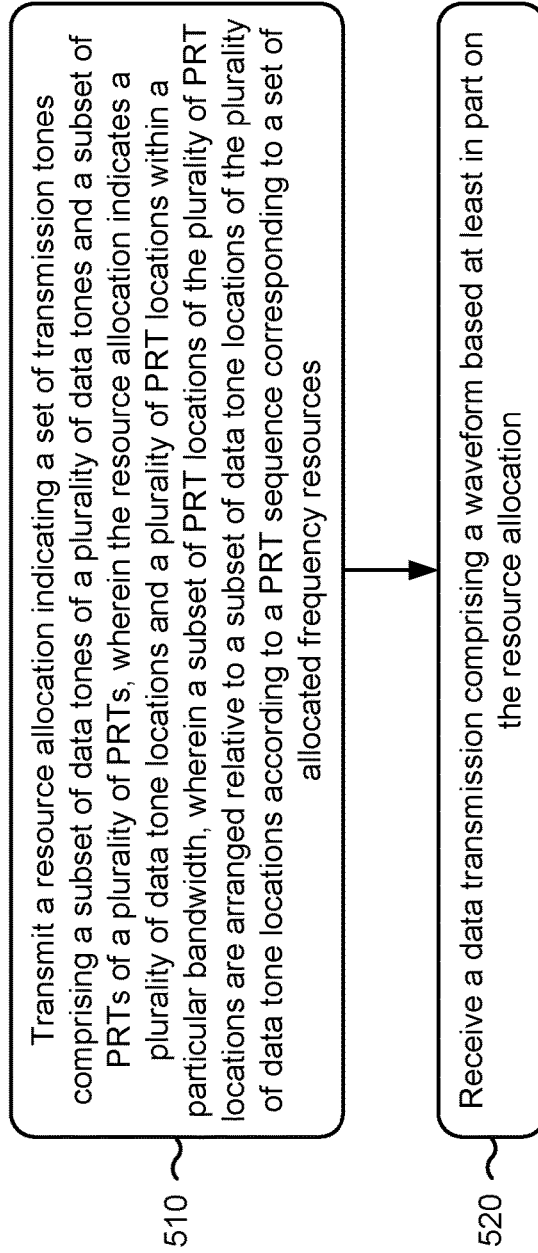 510
Transmit a resource allocation indicating a set of transmission tones
comprising a subset of data tones of a plurality of data tones and a subset of
PRTs of a plurality of PRTs, wherein the resource allocation indicates a
plurality of data tone locations and a plurality of PRT locations within a
particular bandwidth, wherein a subset of PRT locations of the plurality of PRT
locations are arranged relative to a subset of data tone locations of the plurality
of data tone locations according to a PRT sequence corresponding to a set of
allocated frequency resources
520
Receive a data transmission comprising a waveform based at least in part on
the resource allocation